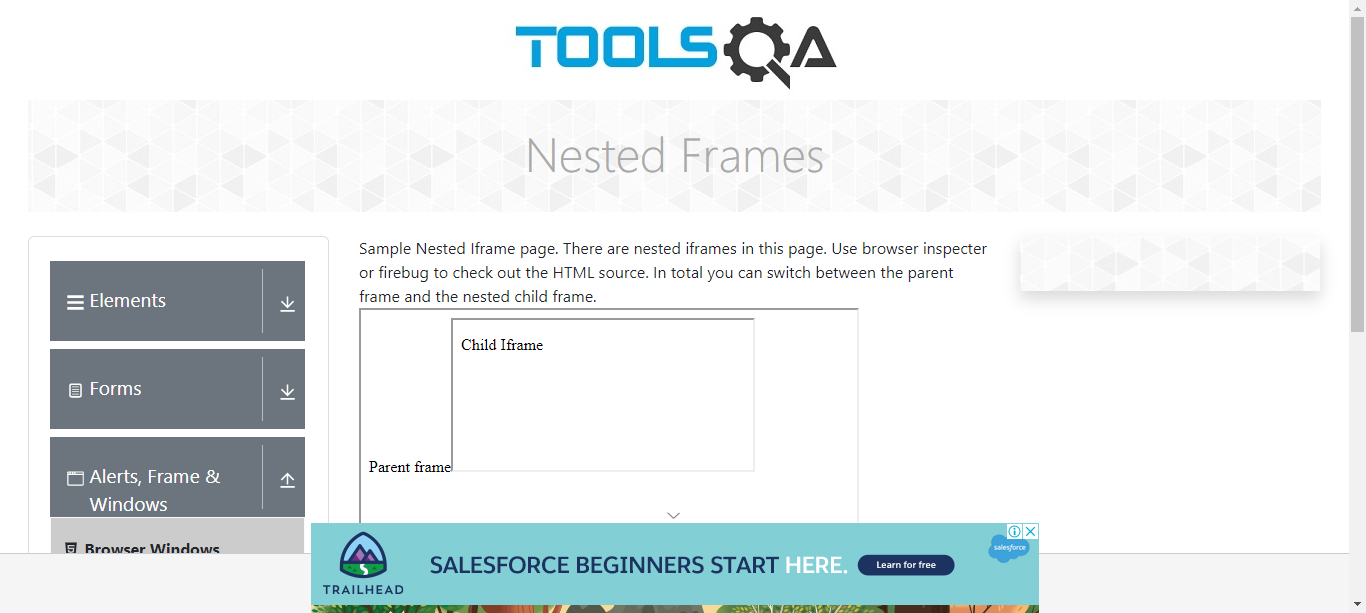 TOOLSQA
Nested Frames
Elements
Forms
Alerts, Frame &
Windows
Browser Windows
Sample Nested Iframe page. There are nested iframes in this page. Use browser inspecter
or firebug to check out the HTML source. In total you can switch between the parent
frame and the nested child frame.
Child Iframe
Parent frame
TRAILHEAD
SALESFORCE BEGINNERS START HERE.
Learn for free
salesforce